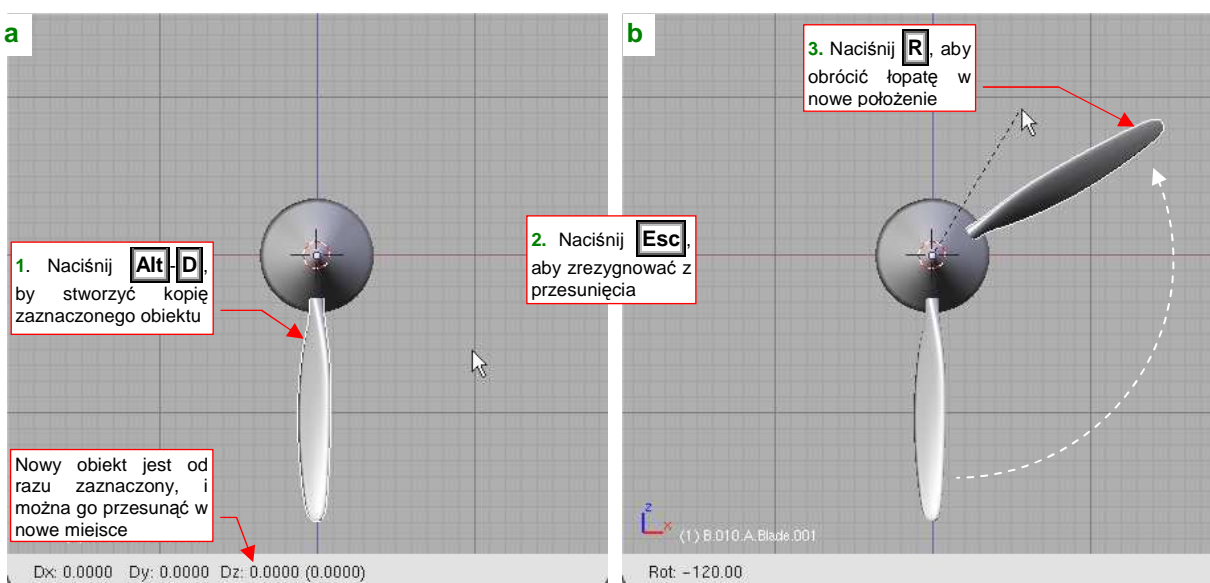 a
1. Naciśnij Alt-D,
by stworzyć kopię
zaznaczonego obiektu
Nowy obiekt jest od
razu zaznaczony, i
można go przesunąć w
nowe miejsce
Dx: 0.0000 Dy: 0.0000 Dz: 0.0000 (0.0000)
2. Naciśnij Esc,
aby zrezygnować z
przesunięcia
b
3. Naciśnij R, aby
obrócić łopatę w
nowe położenie
z
x
(1) B.010.A.Blade.001
Rot: -120.00